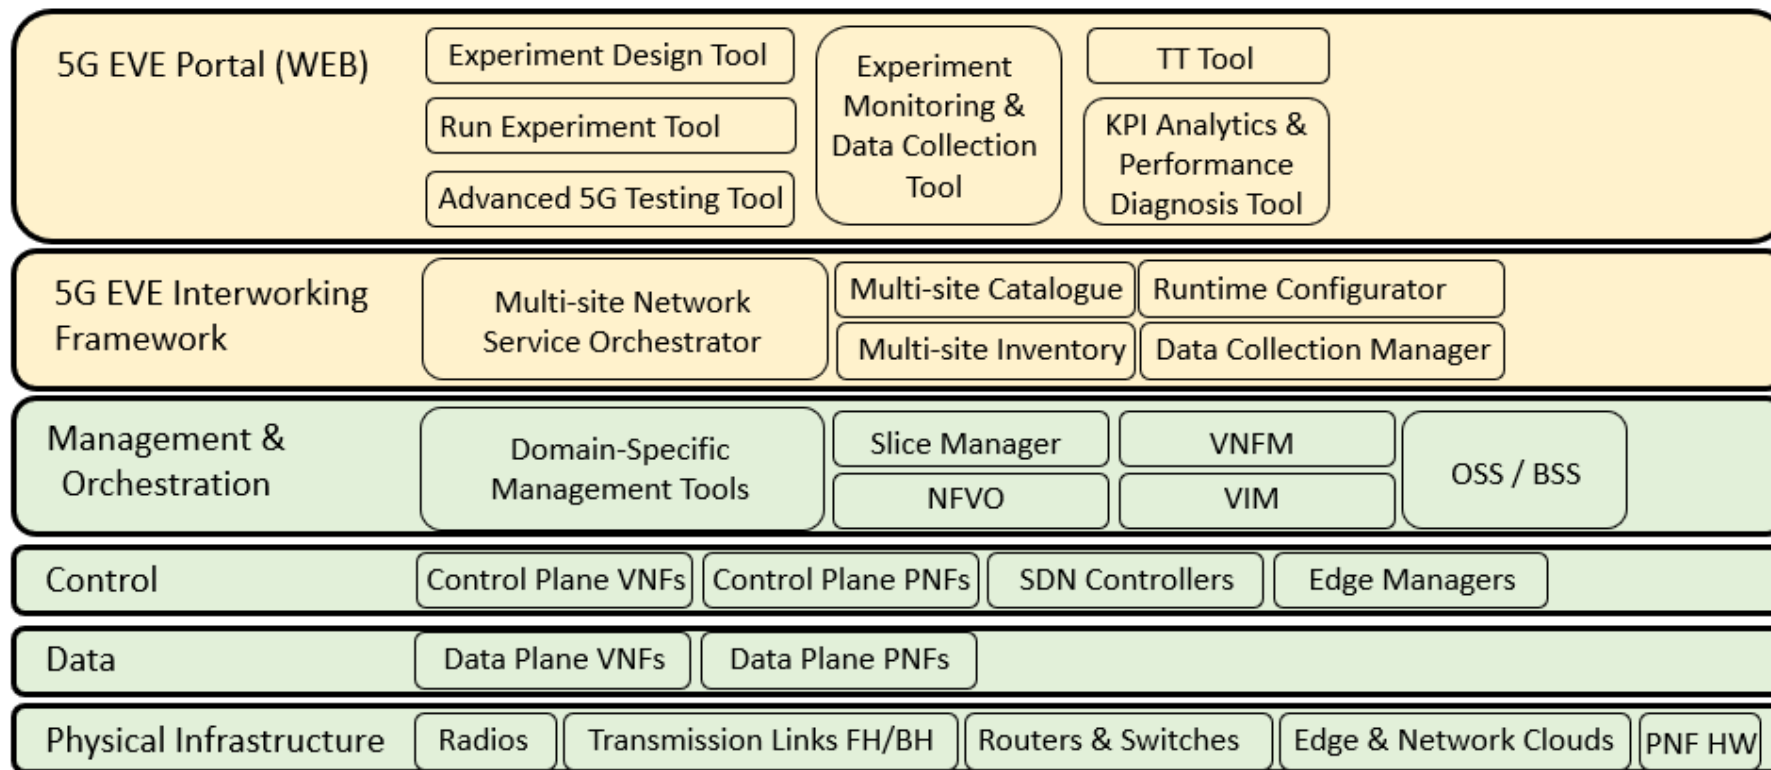 5G EVE Portal (WEB)
Experiment Design Tool
Run Experiment Tool
Advanced 5G Testing Tool
Experiment
Monitoring &
Data Collection
Tool
TT Tool
KPI Analytics &
Performance
Diagnosis Tool
5G EVE Interworking
Framework
Multi-site Network
Service Orchestrator
Multi-site Catalogue
Multi-site Inventory
Runtime Configurator
Data Collection Manager
Management &
Orchestration
Domain-Specific
Management Tools
Slice Manager
NFVO
VNFM
VIM
OSS / BSS
Control
Control Plane VNFs
Control Plane PNFs
SDN Controllers
Edge Managers
Data
Data Plane VNFs
Data Plane PNFs
Physical Infrastructure
Radios
Transmission Links FH/BH
Routers & Switches
Edge & Network Clouds
PNF HW